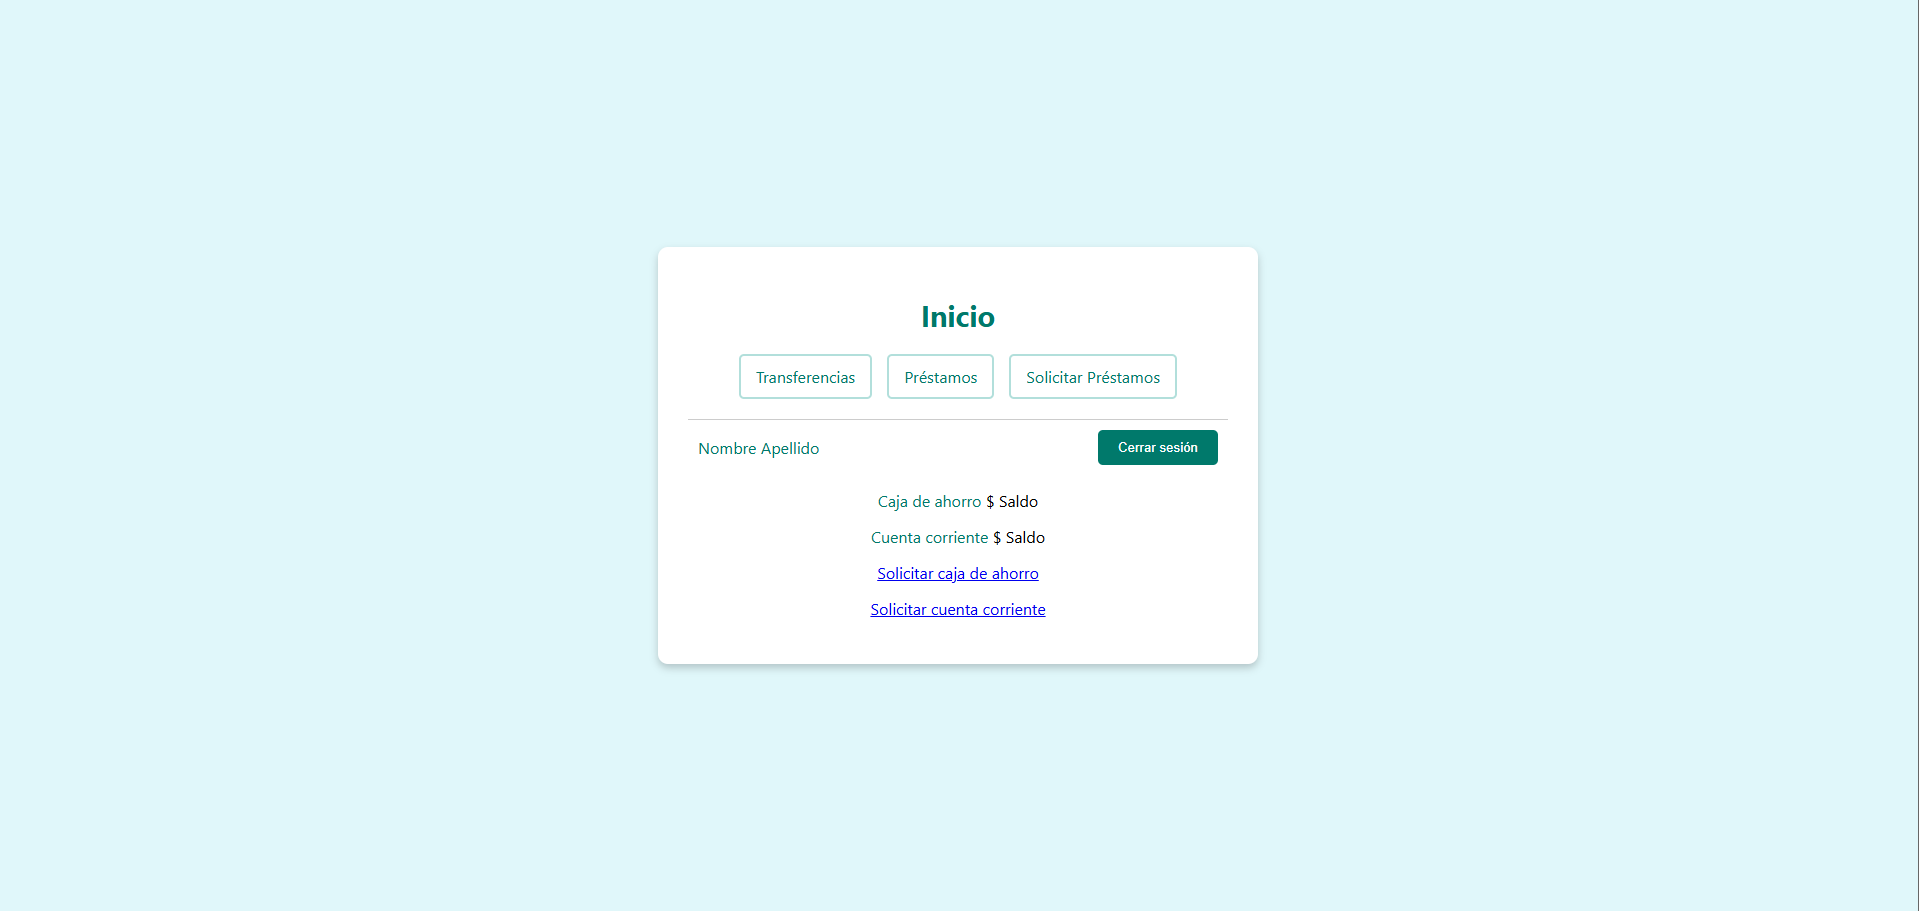 Inicio
Transferencias Préstamos Solicitar Préstamos
Nombre Apellido Cerrar sesión
Caja de ahorro $ Saldo
Cuenta corriente $ Saldo
Solicitar caja de ahorro
Solicitar cuenta corriente